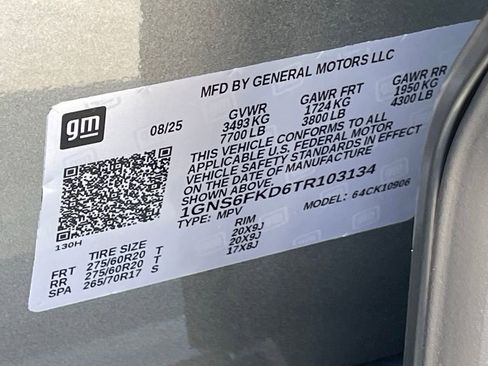 MFD BY GENERAL MOTORS LLC
gm
08/25
GVWR GAWR FRT GAWR RR
3493 KG 1724 KG 1950 KG
7700 LB 3800 LB 4300 LB
THIS VEHICLE CONFORMS TO ALL
APPLICABLE U.S. FEDERAL MOTOR
VEHICLE SAFETY STANDARDS IN EFFECT
ON THE DATE OF MANUFACTURE
SHOWN ABOVE.
1GNS6FKD6TR103134
TYPE: MPV MODEL: 64CK10906
130H
TIRE SIZE RIM
FRT 275/60R20 T 20X9J
RR 275/60R20 T 20X9J
SPA 265/70R17 S 17X8J